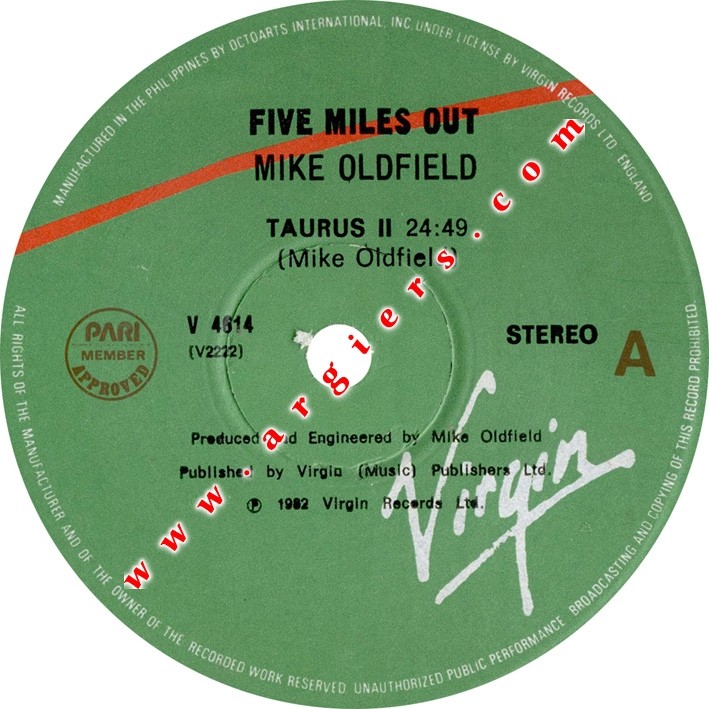 MANUFACTURED IN THE PHILIPPINES BY OCTOARTS INTERNATIONAL, INC. UNDER LICENSE BY VIRGIN RECORDS LTD. ENGLAND
FIVE MILES OUT
MIKE OLDFIELD
TAURUS II 24:49
(Mike Oldfield)
PARI
MEMBER
APPROVED
V 4614
(V2222)
STEREO A
Produced and Engineered by Mike Oldfield
Published by Virgin (Music) Publishers Ltd.
℗ 1982 Virgin Records Ltd.
Virgin
www.argiers.com
ALL RIGHTS OF THE MANUFACTURER AND OF THE OWNER OF THE RECORDED WORK RESERVED. UNAUTHORIZED PUBLIC PERFORMANCE BROADCASTING AND COPYING OF THIS RECORD PROHIBITED.